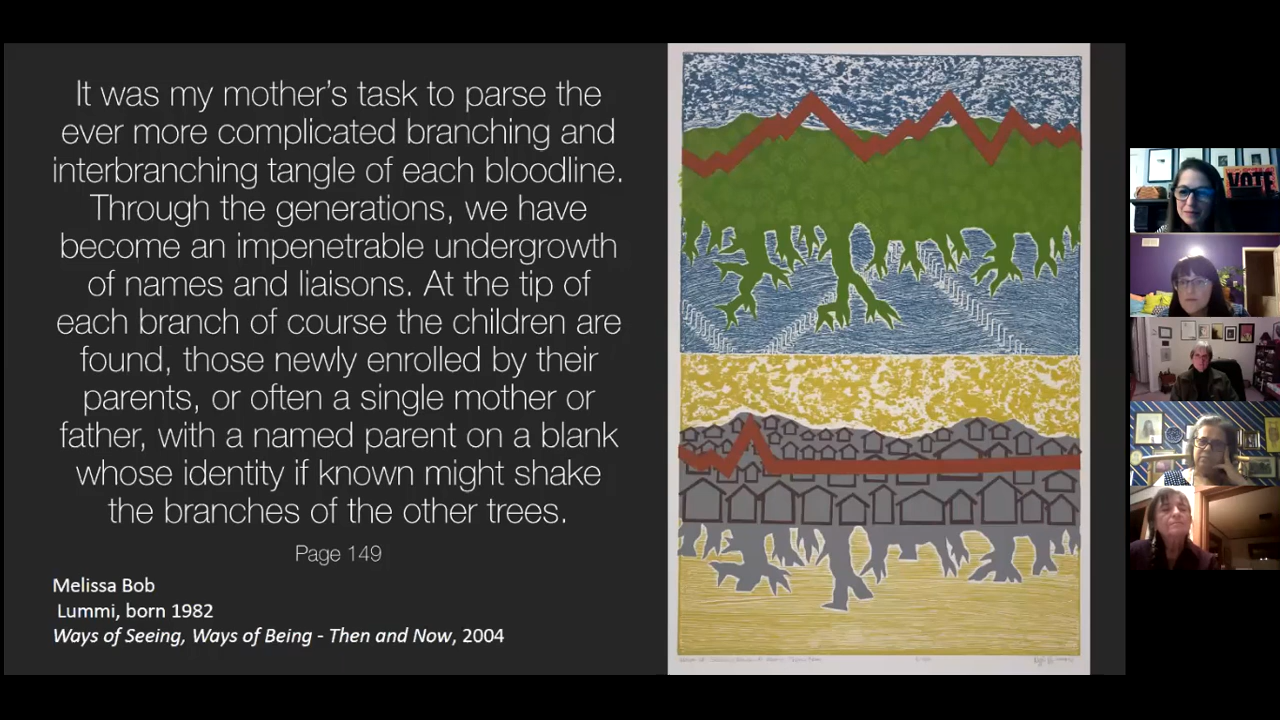 It was my mother's task to parse the
ever more complicated branching and
interbranching tangle of each bloodline.
Through the generations, we have
become an impenetrable undergrowth
of names and liaisons. At the tip of
each branch of course the children are
found, those newly enrolled by their
parents, or often a single mother or
father, with a named parent on a blank
whose identity if known might shake
the branches of the other trees.
Page 149
Melissa Bob
Lummi, born 1982
Ways of Seeing, Ways of Being - Then and Now, 2004
VOTE